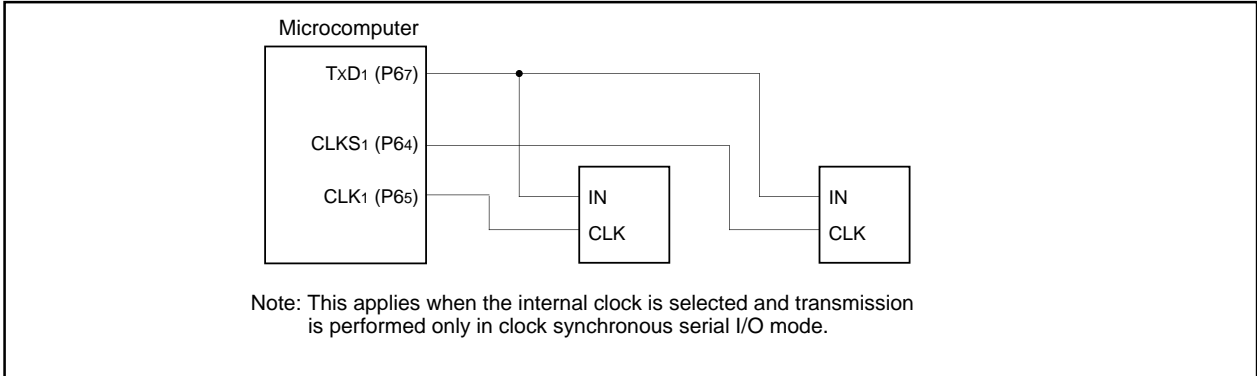 Microcomputer
TXD1 (P67)
CLKS1 (P64)
CLK1 (P65)
IN
CLK
IN
CLK
Note: This applies when the internal clock is selected and transmission
is performed only in clock synchronous serial I/O mode.